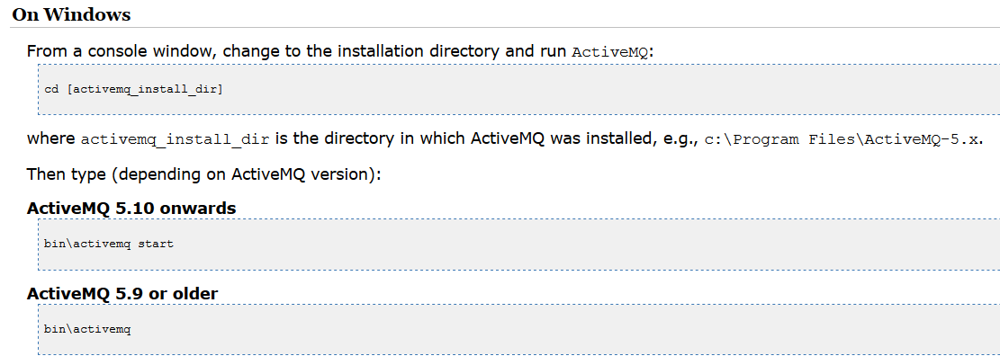 On Windows
From a console window, change to the installation directory and run ActiveMQ:
cd [activemq_install_dir]
where activemq_install_dir is the directory in which ActiveMQ was installed, e.g., c:\Program Files\ActiveMQ-5.x.
Then type (depending on ActiveMQ version):
ActiveMQ 5.10 onwards
bin\activemq start
ActiveMQ 5.9 or older
bin\activemq